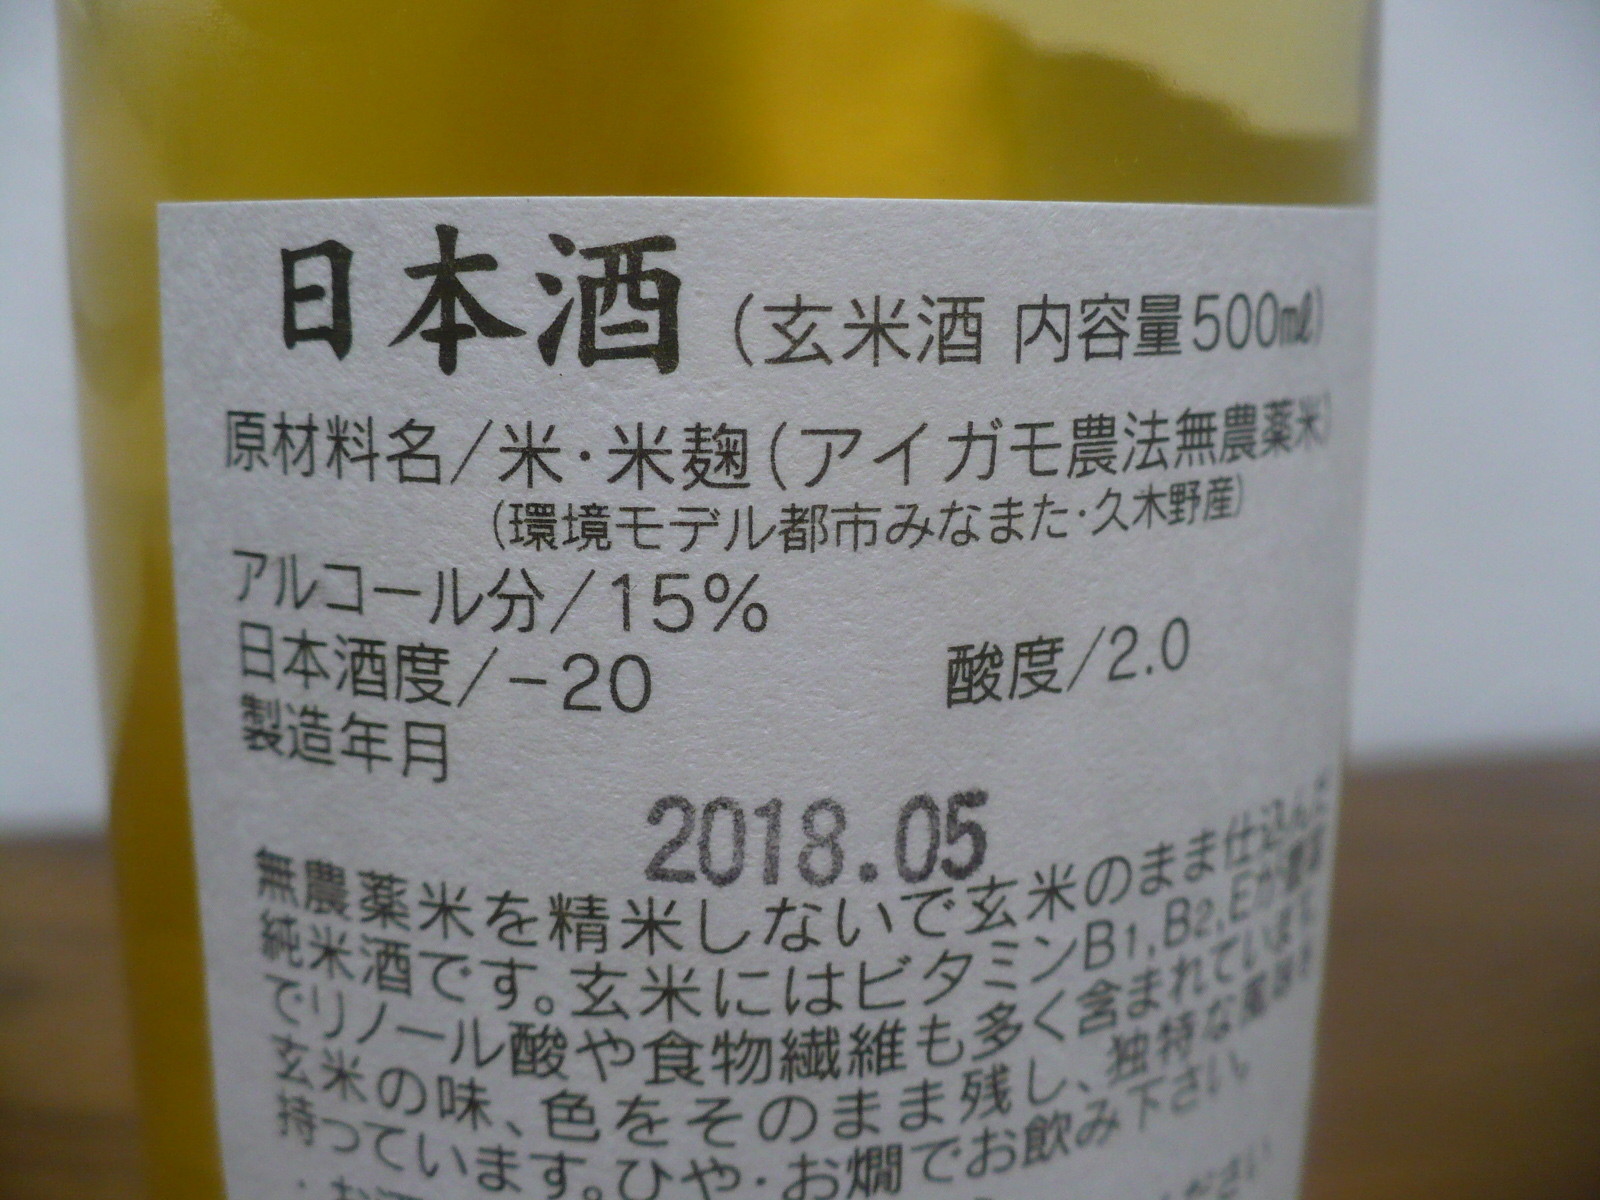 日本酒（玄米酒 内容量500㎖）
原材料名/米・米麹（アイガモ農法無農薬米）
（環境モデル都市みなまた・久木野産）
アルコール分/15%
日本酒度/－20 酸度/2.0
製造年月
2018.05
無農薬米を精米しないで玄米のまま仕込んだ
純米酒です。玄米にはビタミンB1,B2,Eが豊富
でリノール酸や食物繊維も多く含まれています。
玄米の味、色をそのまま残し、独特な風味を
持っています。ひや・お燗でお飲み下さい。